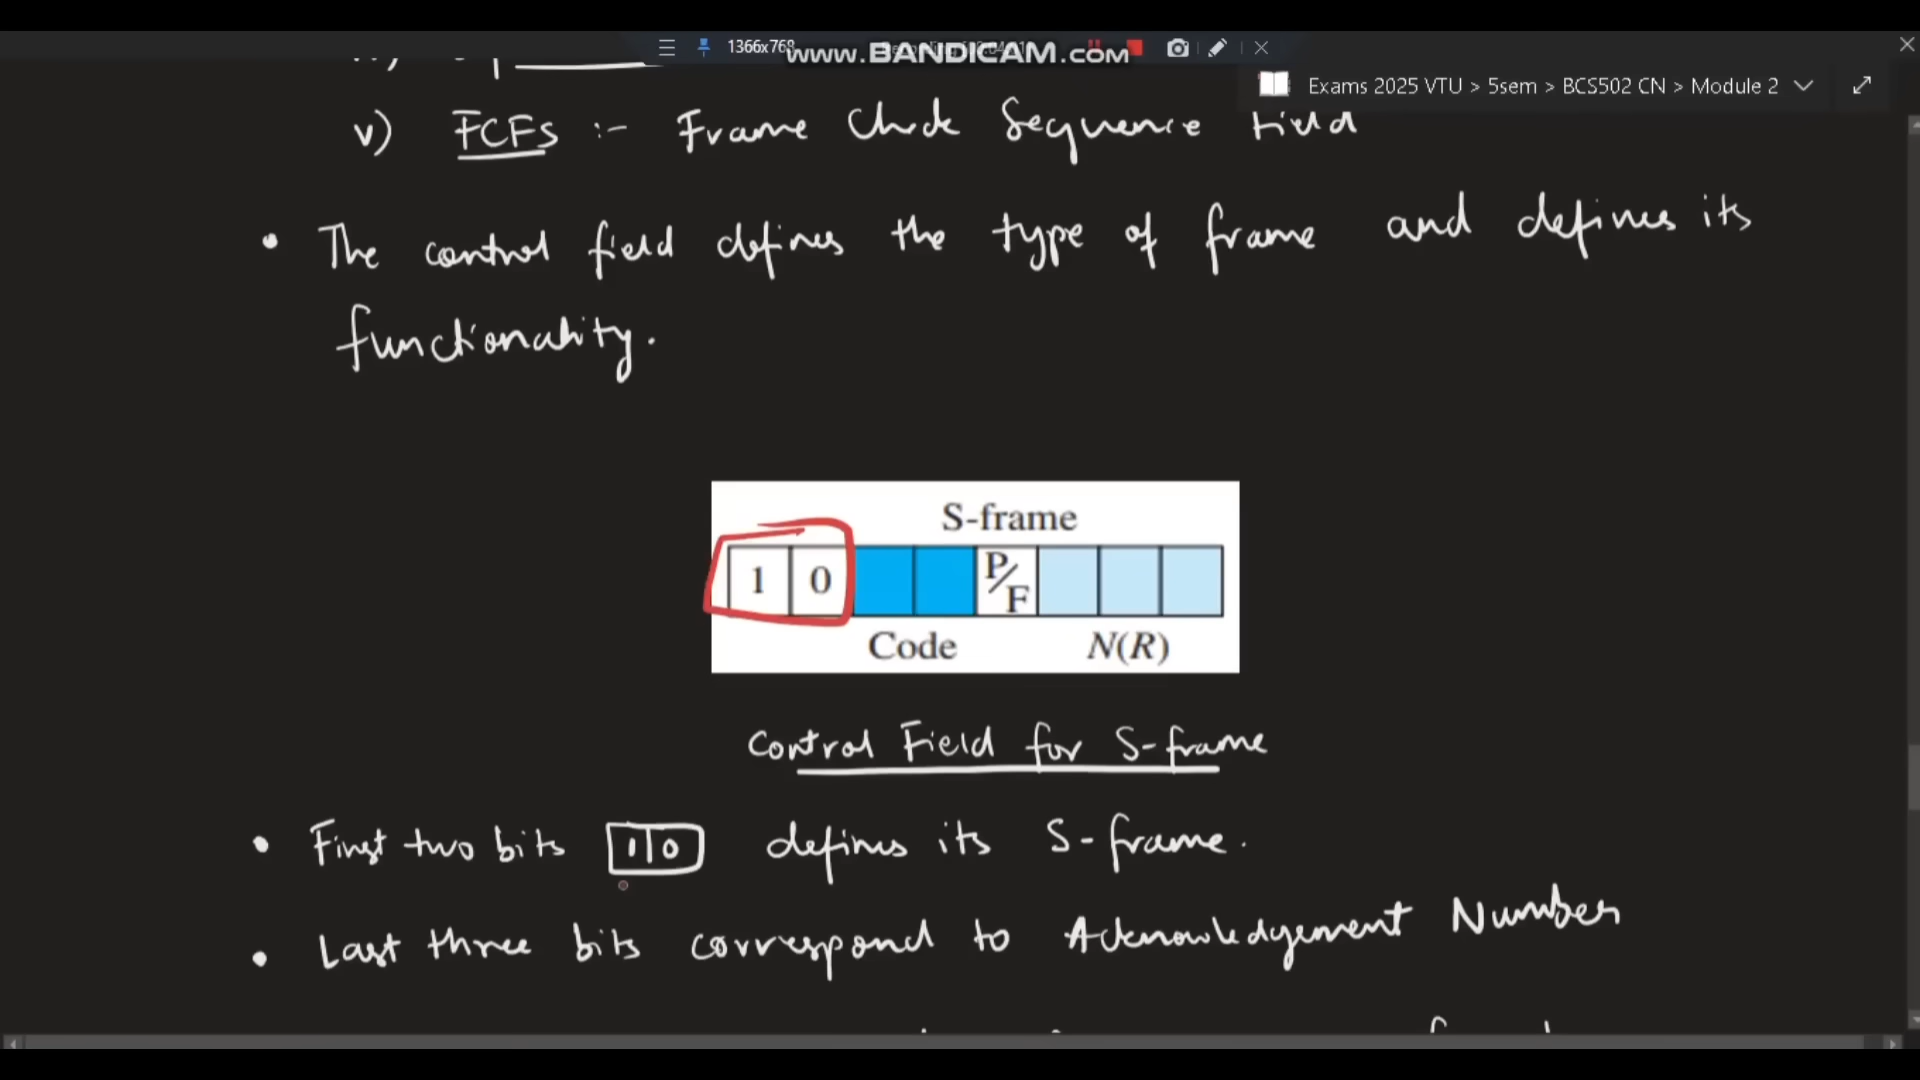 1366x768
www.BANDICAM.com
Exams 2025 VTU > 5sem > BCS502 CN > Module 2
v) FCFs :- Frame Check Sequence Field
• The control field defines the type of frame and defines its
functionality.
S-frame
1 0 P/F
Code N(R)
Control Field for S-frame
• First two bits 1|0 defines its S-frame.
• Last three bits correspond to Acknowledgement Number